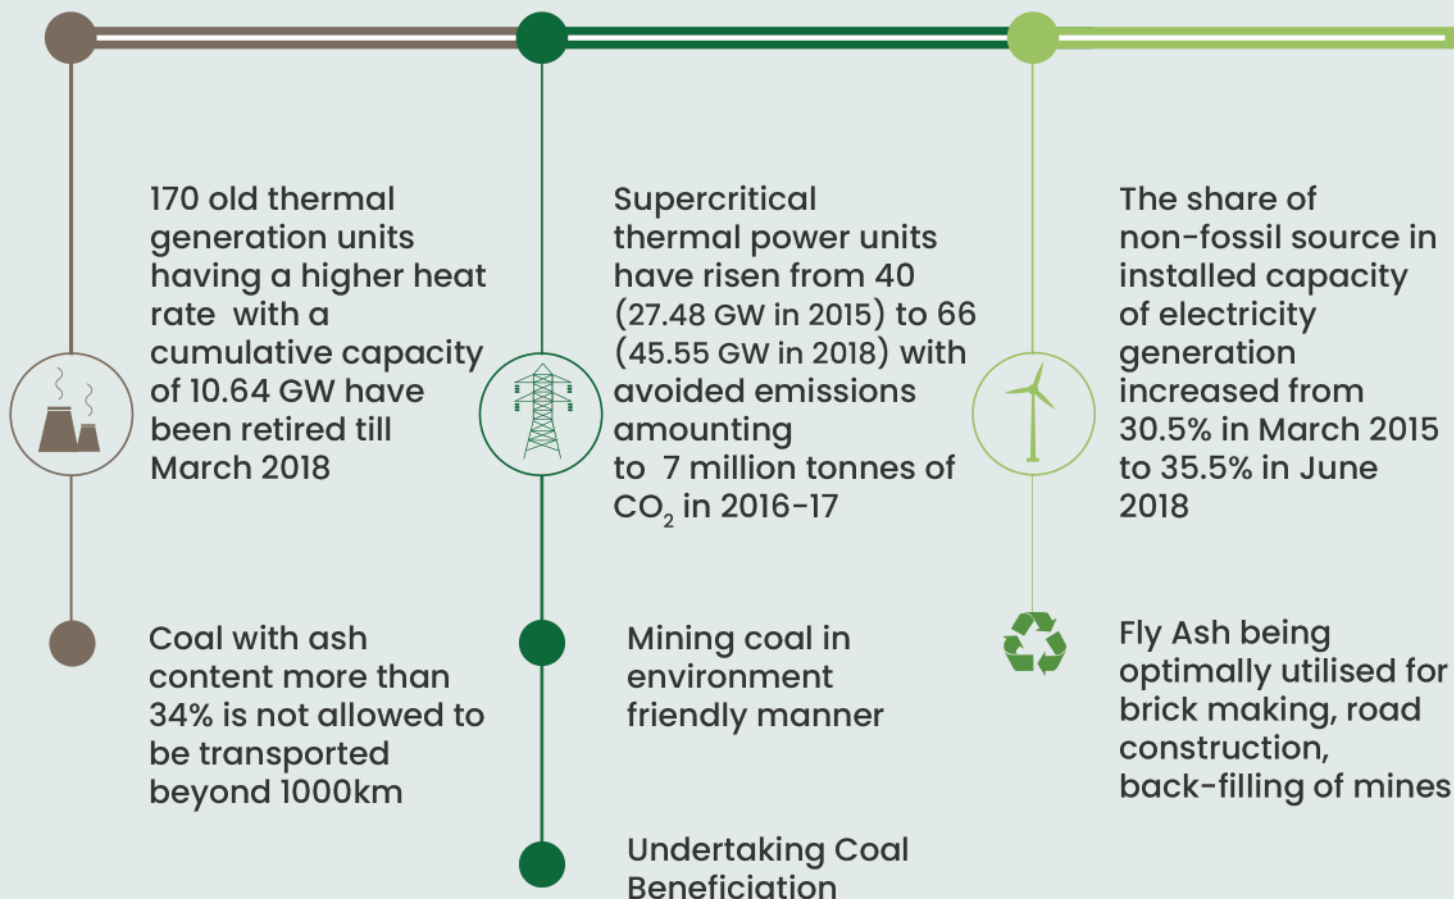 170 old thermal
generation units
having a higher heat
rate with a
cumulative capacity
of 10.64 GW have
been retired till
March 2018
Coal with ash
content more than
34% is not allowed to
be transported
beyond 1000km
Supercritical
thermal power units
have risen from 40
(27.48 GW in 2015) to 66
(45.55 GW in 2018) with
avoided emissions
amounting
to 7 million tonnes of
CO₂ in 2016-17
Mining coal in
environment
friendly manner
Undertaking Coal
Beneficiation
The share of
non-fossil source in
installed capacity
of electricity
generation
increased from
30.5% in March 2015
to 35.5% in June
2018
Fly Ash being
optimally utilised for
brick making, road
construction,
back-filling of mines